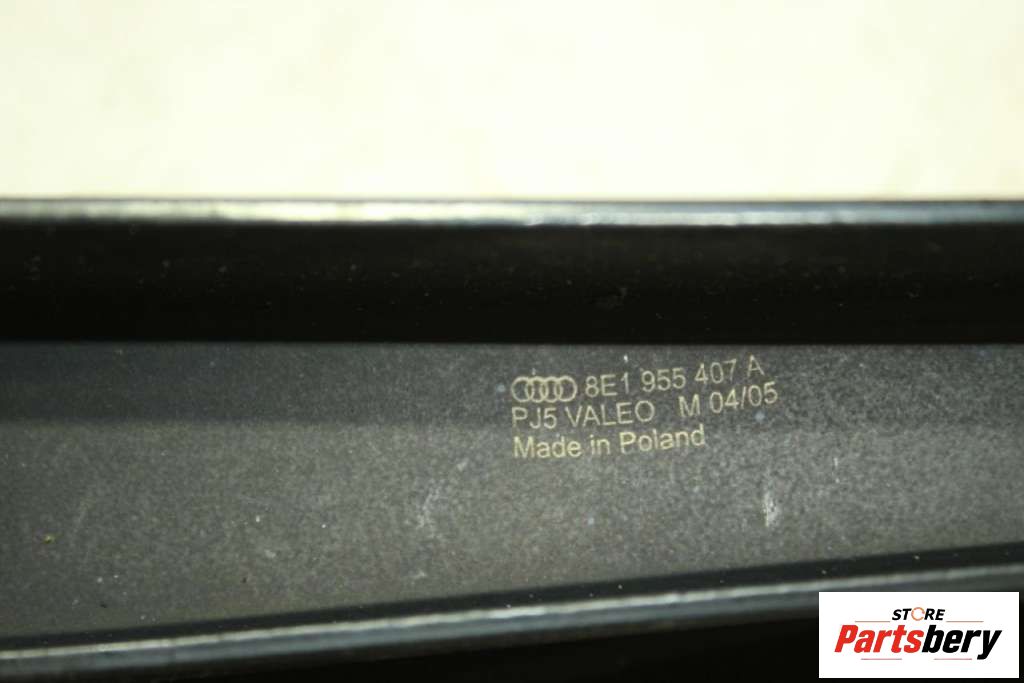 8E1 955 407 A
PJ5 VALEO M 04/05
Made in Poland
STORE
Partsbery